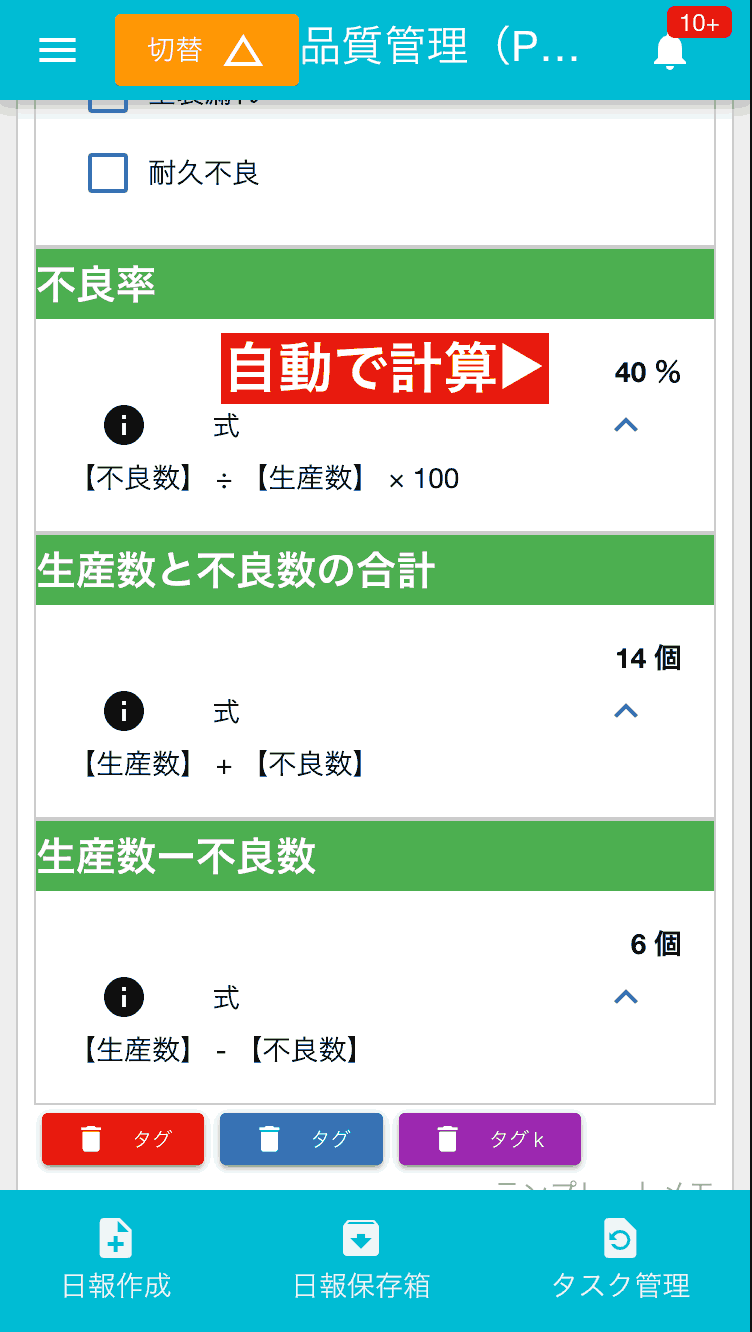 切替
品質管理（P...
10+
耐久不良
不良率
自動で計算▶
40 %
式
【不良数】 ÷ 【生産数】 × 100
生産数と不良数の合計
14 個
式
【生産数】 + 【不良数】
生産数ー不良数
6 個
式
【生産数】 - 【不良数】
タグ
タグ
タグk
日報作成
日報保存箱
タスク管理